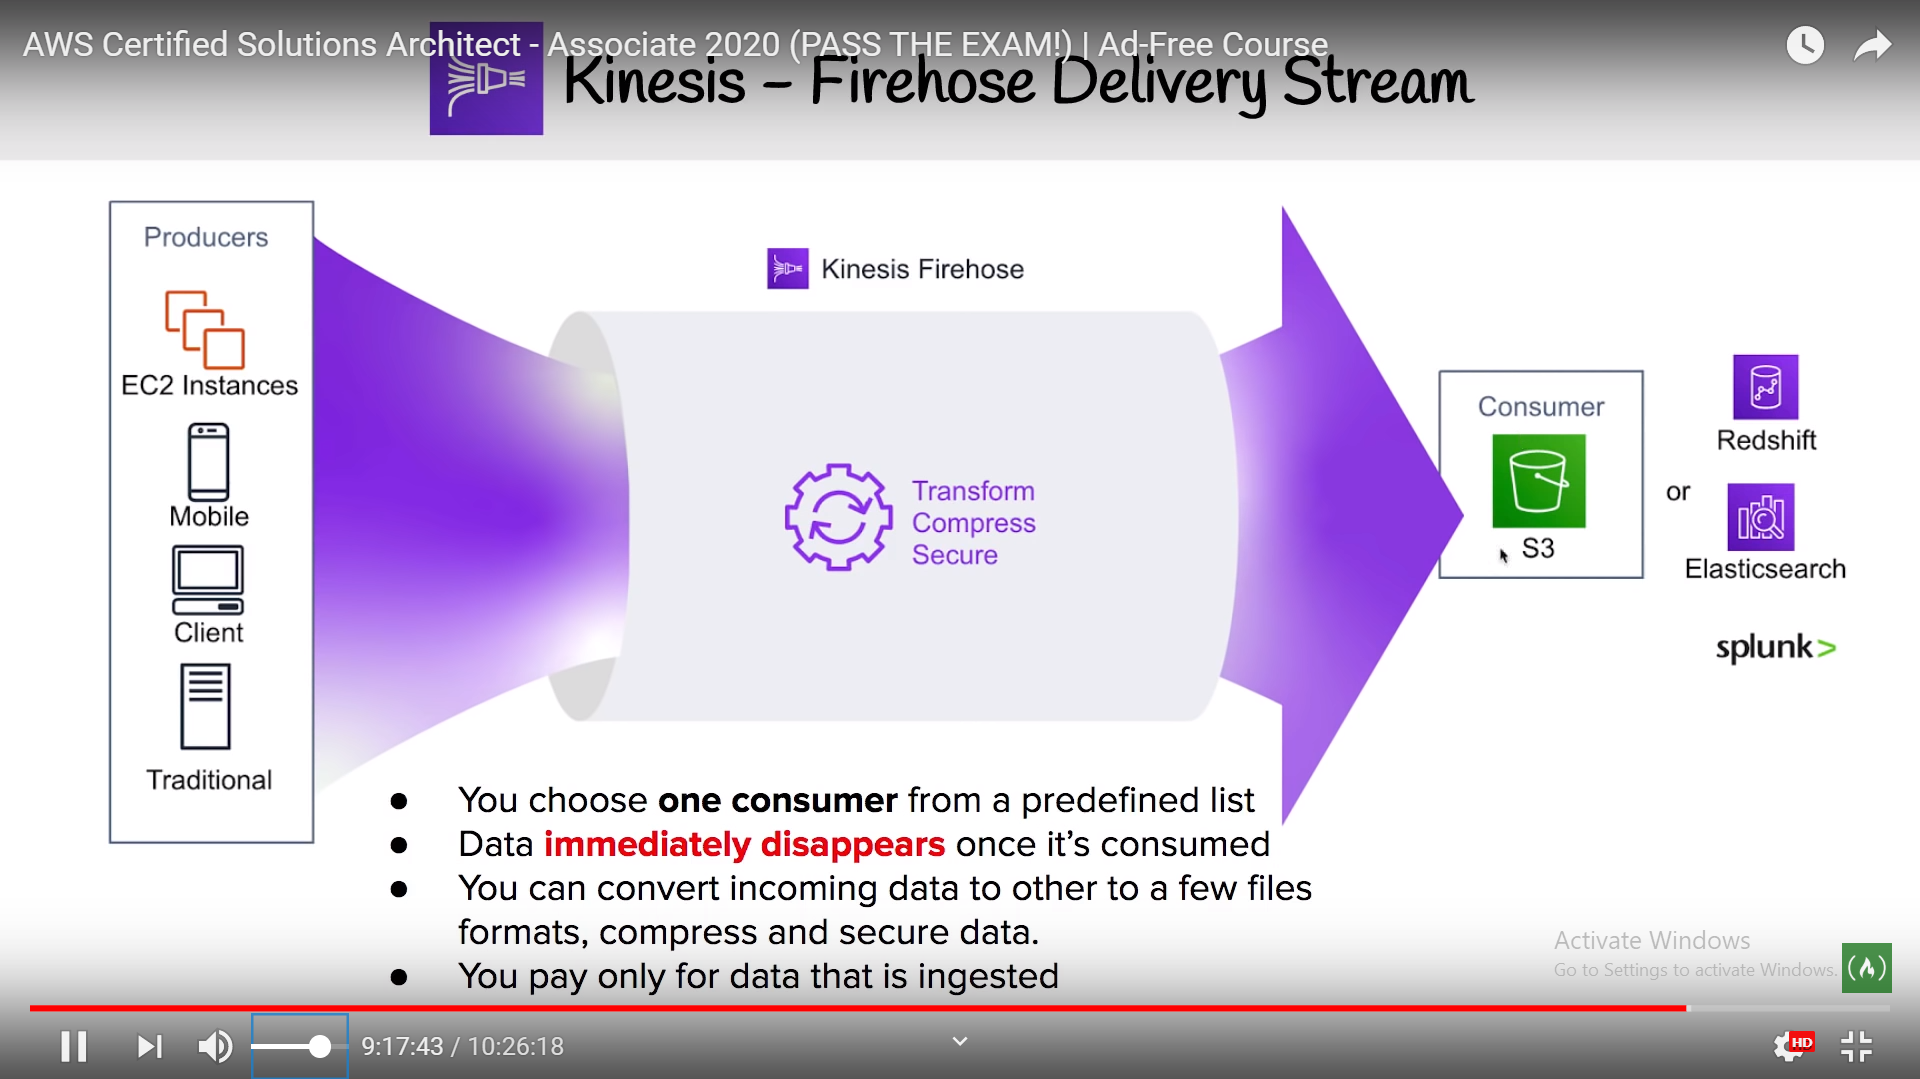 AWS Certified Solutions Architect - Associate 2020 (PASS THE EXAM!) | Ad-Free Course
Kinesis – Firehose Delivery Stream
Producers
EC2 Instances
Mobile
Client
Traditional
Kinesis Firehose
Transform
Compress
Secure
Consumer
S3
or
Redshift
Elasticsearch
splunk>
● You choose one consumer from a predefined list
● Data immediately disappears once it's consumed
● You can convert incoming data to other to a few files
formats, compress and secure data.
● You pay only for data that is ingested
Activate Windows
Go to Settings to activate Windows.
9:17:43 / 10:26:18
HD